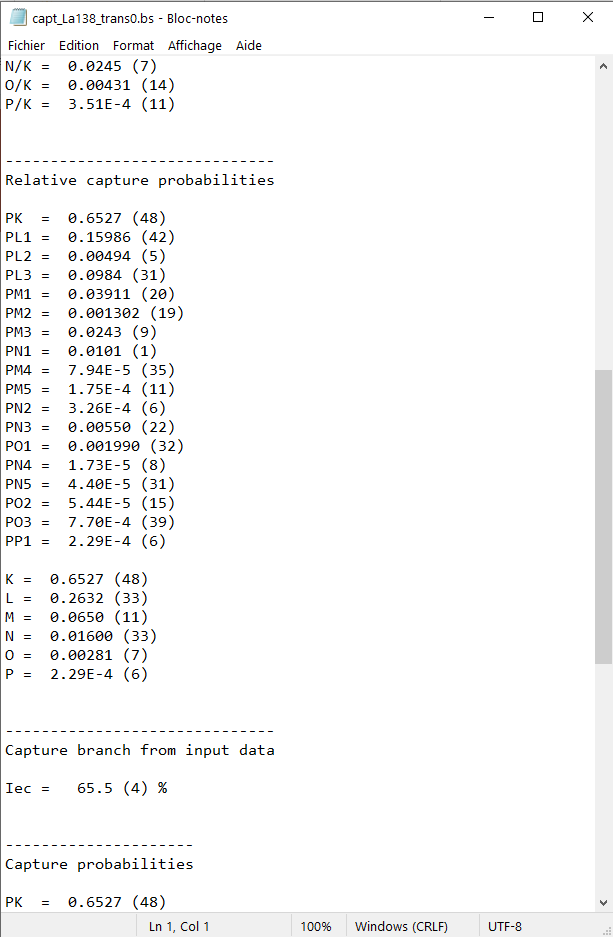 capt_La138_trans0.bs - Bloc-notes
Fichier Edition Format Affichage Aide
N/K =  0.0245 (7)
O/K =  0.00431 (14)
P/K =  3.51E-4 (11)
------------------------------
Relative capture probabilities
PK  =  0.6527 (48)
PL1 =  0.15986 (42)
PL2 =  0.00494 (5)
PL3 =  0.0984 (31)
PM1 =  0.03911 (20)
PM2 =  0.001302 (19)
PM3 =  0.0243 (9)
PN1 =  0.0101 (1)
PM4 =  7.94E-5 (35)
PM5 =  1.75E-4 (11)
PN2 =  3.26E-4 (6)
PN3 =  0.00550 (22)
PO1 =  0.001990 (32)
PN4 =  1.73E-5 (8)
PN5 =  4.40E-5 (31)
PO2 =  5.44E-5 (15)
PO3 =  7.70E-4 (39)
PP1 =  2.29E-4 (6)
K =  0.6527 (48)
L =  0.2632 (33)
M =  0.0650 (11)
N =  0.01600 (33)
O =  0.00281 (7)
P =  2.29E-4 (6)
------------------------------
Capture branch from input data
Iec =   65.5 (4) %
---------------------
Capture probabilities
PK  =  0.6527 (48)
Ln 1, Col 1 100% Windows (CRLF) UTF-8